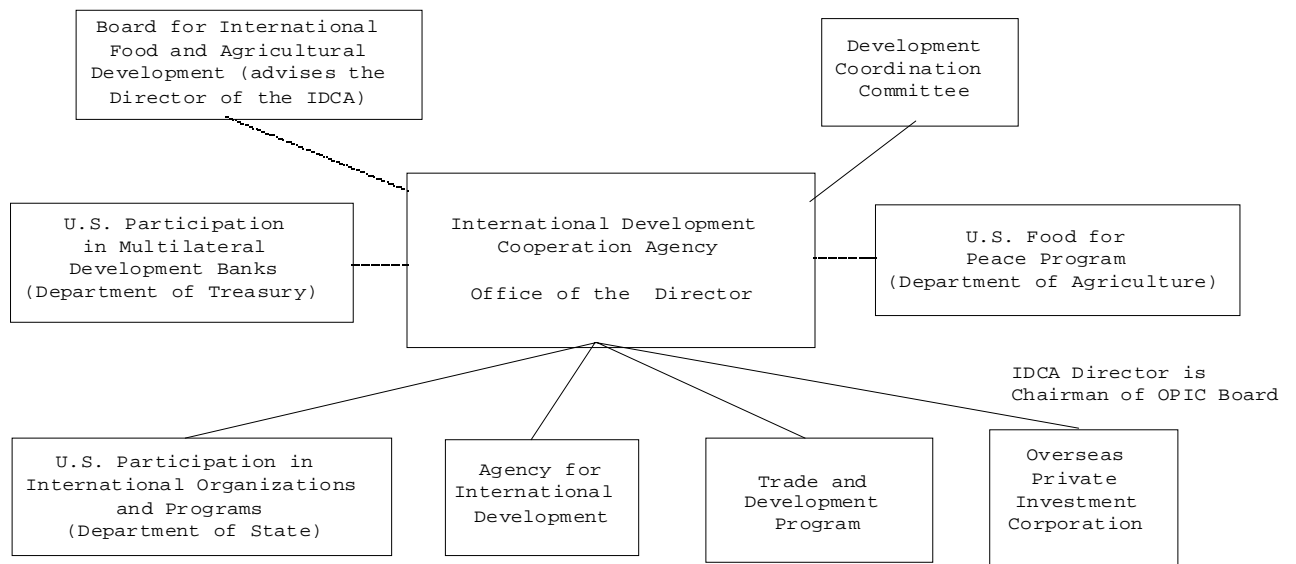 Board for International
Food and Agricultural
Development (advises the
Director of the IDCA)
Development
Coordination
Committee
U.S. Participation
in Multilateral
Development Banks
(Department of Treasury)
International Development
Cooperation Agency
Office of the Director
U.S. Food for
Peace Program
(Department of Agriculture)
IDCA Director is
Chairman of OPIC Board
U.S. Participation in
International Organizations
and Programs
(Department of State)
Agency for
International
Development
Trade and
Development
Program
Overseas
Private
Investment
Corporation